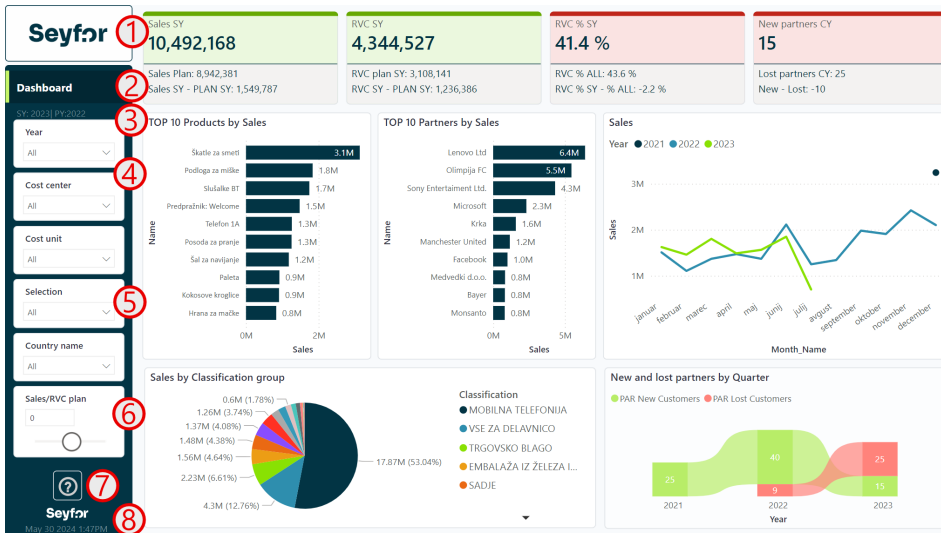 Seyfor
1
Sales SY
10,492,168
Sales Plan: 8,942,381
Sales SY - PLAN SY: 1,549,787
RVC SY
4,344,527
RVC plan SY: 3,108,141
RVC SY - PLAN SY: 1,236,386
RVC % SY
41.4 %
RVC % ALL: 43.6 %
RVC % SY - % ALL: -2.2 %
New partners CY
15
Lost partners CY: 25
New - Lost: -10
Dashboard
2
SY: 2023| PY:2022
3
Year
All
4
Cost center
All
Cost unit
All
Selection
All
5
Country name
All
Sales/RVC plan
0
6
?
7
Seyfor
May 30 2024 1:47PM
8
TOP 10 Products by Sales
Name
Škatle za smeti 3.1M
Podloga za miške 1.8M
Slušalke BT 1.7M
Predpražnik: Welcome 1.5M
Telefon 1A 1.3M
Posoda za pranje 1.3M
Šal za navijanje 1.2M
Paleta 0.9M
Kokosove kroglice 0.9M
Hrana za mačke 0.8M
0M 2M
Sales
TOP 10 Partners by Sales
Name
Lenovo Ltd 6.4M
Olimpija FC 5.5M
Sony Entertaiment Ltd. 4.3M
Microsoft 2.3M
Krka 1.6M
Manchester United 1.2M
Facebook 1.0M
Medvedki d.o.o. 0.8M
Bayer 0.8M
Monsanto 0.8M
0M 5M
Sales
Sales
Year 2021 2022 2023
Sales
3M
2M
1M
januar februar marec april maj junij julij avgust september oktober november december
Month_Name
Sales by Classification group
0.6M (1.78%)
1.26M (3.74%)
1.37M (4.08%)
1.48M (4.38%)
1.56M (4.64%)
2.23M (6.61%)
4.3M (12.76%)
17.87M (53.04%)
Classification
MOBILNA TELEFONIJA
VSE ZA DELAVNICO
TRGOVSKO BLAGO
EMBALAŽA IZ ŽELEZA I...
SADJE
New and lost partners by Quarter
PAR New Customers PAR Lost Customers
25
40
9
25
15
2021 2022 2023
Year